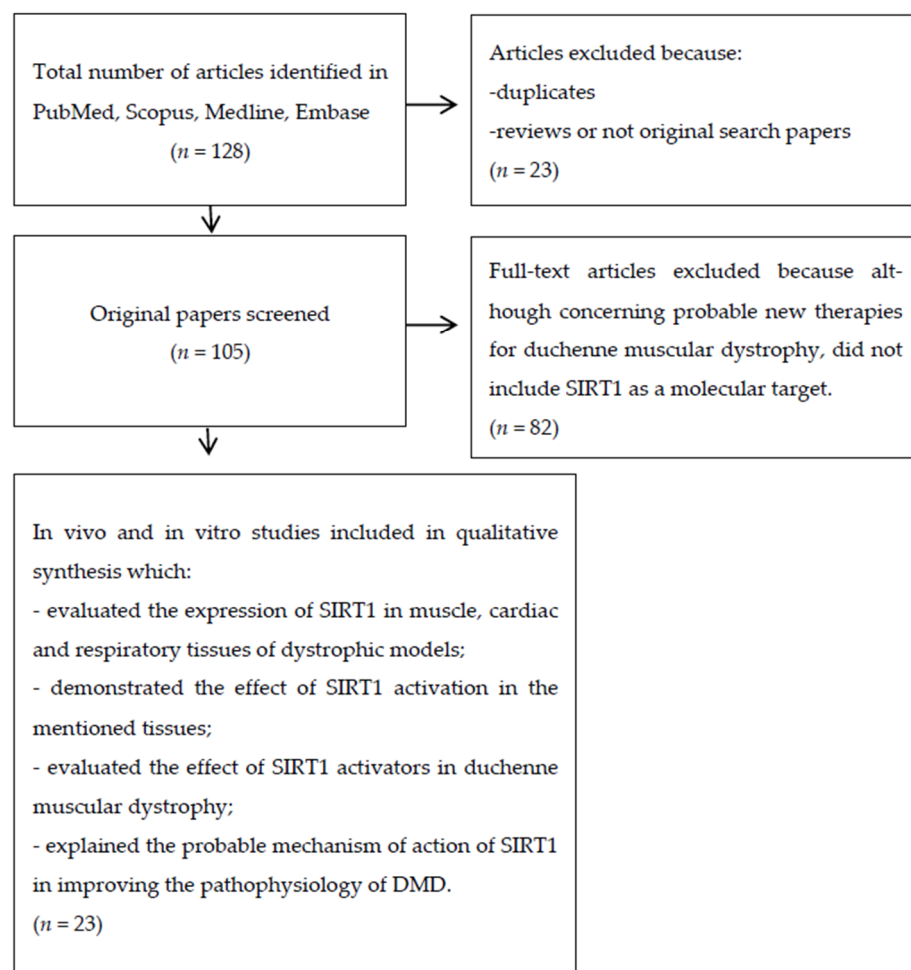 Total number of articles identified in
PubMed, Scopus, Medline, Embase
(n = 128)
Articles excluded because:
-duplicates
-reviews or not original search papers
(n = 23)
Original papers screened
(n = 105)
Full-text articles excluded because alt-
hough concerning probable new therapies
for duchenne muscular dystrophy, did not
include SIRT1 as a molecular target.
(n = 82)
In vivo and in vitro studies included in qualitative
synthesis which:
- evaluated the expression of SIRT1 in muscle, cardiac
and respiratory tissues of dystrophic models;
- demonstrated the effect of SIRT1 activation in the
mentioned tissues;
- evaluated the effect of SIRT1 activators in duchenne
muscular dystrophy;
- explained the probable mechanism of action of SIRT1
in improving the pathophysiology of DMD.
(n = 23)